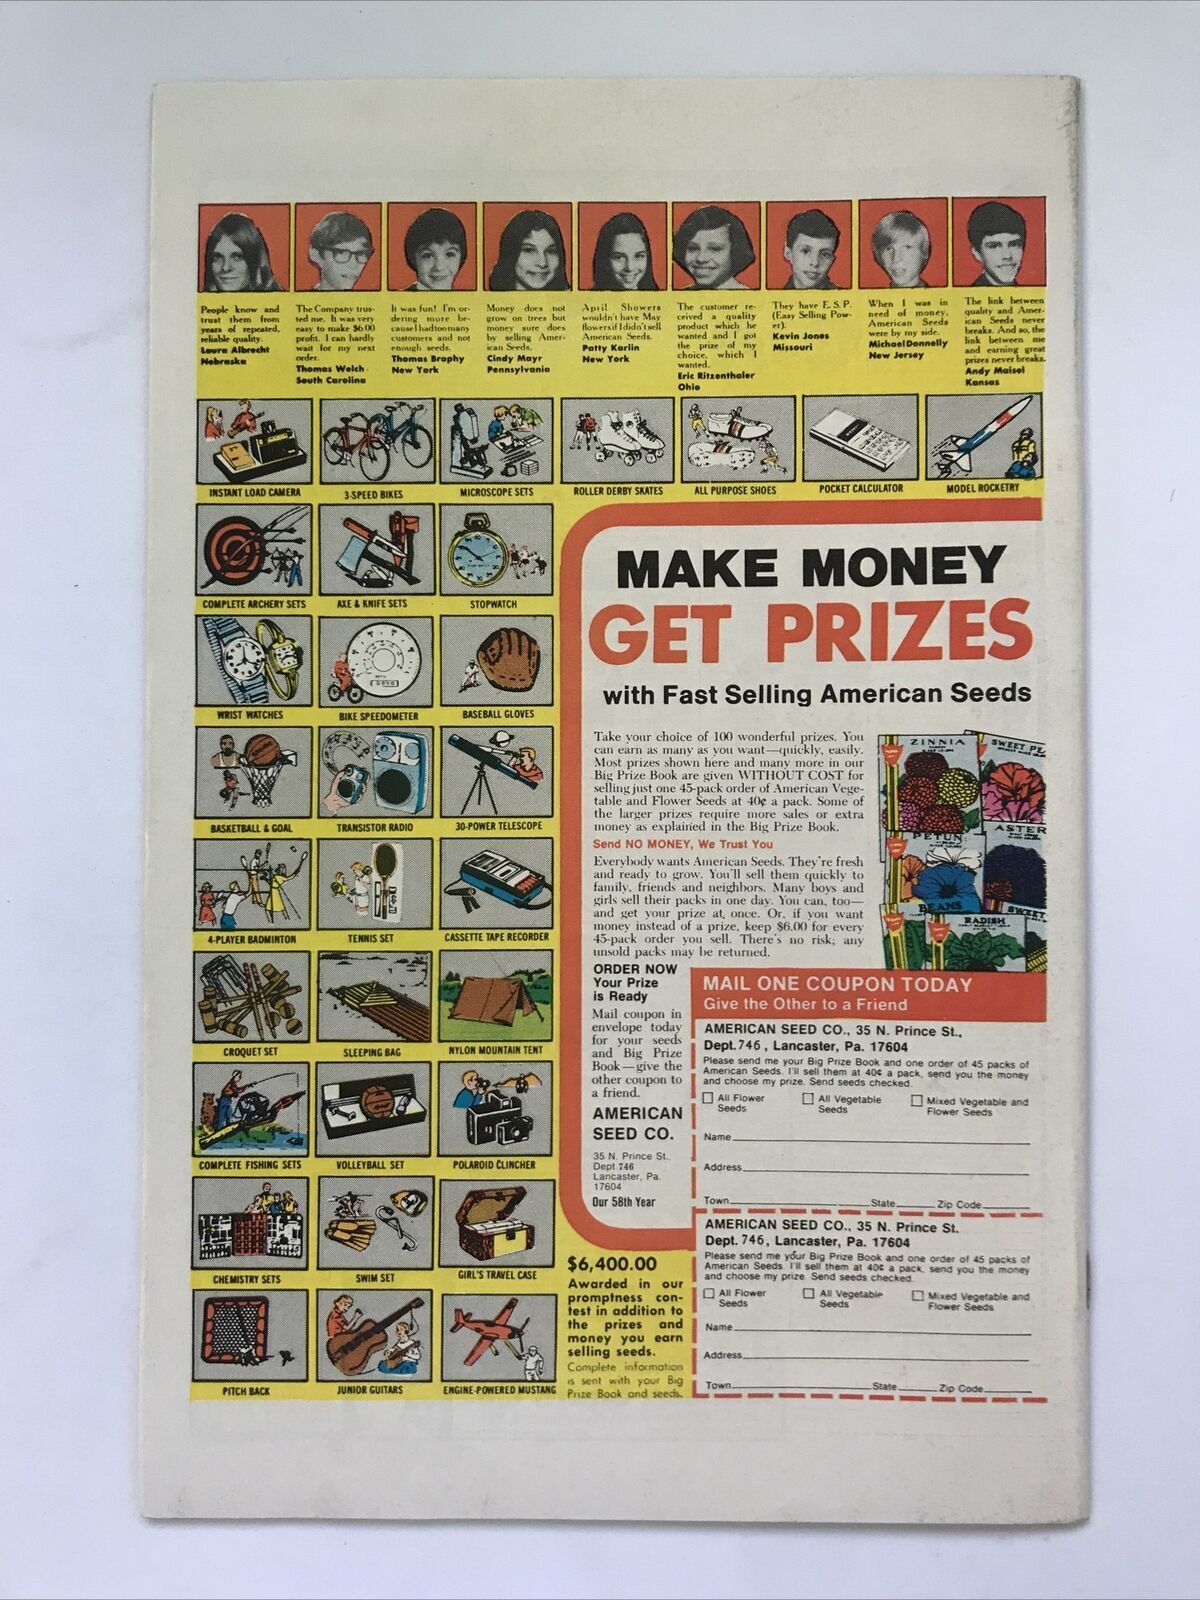 People know and
trust them from
years of repeated,
reliable quality.
Laura Albrecht
Nebraska
The Company trus-
ted me. It was very
easy to make $6.00
profit. I can hardly
wait for my next
order.
Thomas Welch
South Carolina
It was fun! I'm or-
dering more be-
cause I had too many
customers and not
enough seeds.
Thomas Brophy
New York
Money does not
grow on trees but
money sure does
by selling Amer-
ican Seeds.
Cindy Mayr
Pennsylvania
April Showers
wouldn't have May
flowers if I didn't sell
American Seeds.
Patty Karlin
New York
The customer re-
ceived a quality
product which he
wanted and I got
the prize of my
choice, which I
wanted.
Eric Ritzenthaler
Ohio
They have E.S.P.
(Easy Selling Pow-
er).
Kevin Jones
Missouri
When I was in
need of money,
American Seeds
were by my side.
Michael Donnelly
New Jersey
The link between
quality and Amer-
ican Seeds never
breaks. And so, the
link between me
and earning great
prizes never breaks.
Andy Maisel
Kansas
INSTANT LOAD CAMERA
3-SPEED BIKES
MICROSCOPE SETS
ROLLER DERBY SKATES
ALL PURPOSE SHOES
POCKET CALCULATOR
MODEL ROCKETRY
COMPLETE ARCHERY SETS
AXE & KNIFE SETS
STOPWATCH
WRIST WATCHES
BIKE SPEEDOMETER
BASEBALL GLOVES
BASKETBALL & GOAL
TRANSISTOR RADIO
30-POWER TELESCOPE
4-PLAYER BADMINTON
TENNIS SET
CASSETTE TAPE RECORDER
CROQUET SET
SLEEPING BAG
NYLON MOUNTAIN TENT
COMPLETE FISHING SETS
VOLLEYBALL SET
POLAROID CLINCHER
CHEMISTRY SETS
SWIM SET
GIRL'S TRAVEL CASE
PITCH BACK
JUNIOR GUITARS
ENGINE-POWERED MUSTANG
MAKE MONEY
GET PRIZES
with Fast Selling American Seeds
Take your choice of 100 wonderful prizes. You
can earn as many as you want—quickly, easily.
Most prizes shown here and many more in our
Big Prize Book are given WITHOUT COST for
selling just one 45-pack order of American Vege-
table and Flower Seeds at 40¢ a pack. Some of
the larger prizes require more sales or extra
money as explained in the Big Prize Book.
Send NO MONEY, We Trust You
Everybody wants American Seeds. They're fresh
and ready to grow. You'll sell them quickly to
family, friends and neighbors. Many boys and
girls sell their packs in one day. You can, too—
and get your prize at once. Or, if you want
money instead of a prize, keep $6.00 for every
45-pack order you sell. There's no risk; any
unsold packs may be returned.
ZINNIA
SWEET PE
ASTER
PETUN
BEANS
RADISH
SWEET
ORDER NOW
Your Prize
is Ready
Mail coupon in
envelope today
for your seeds
and Big Prize
Book—give the
other coupon to
a friend.
AMERICAN
SEED CO.
35 N. Prince St.
Dept 746
Lancaster, Pa.
17604
Our 58th Year
$6,400.00
Awarded in our
promptness con-
test in addition to
the prizes and
money you earn
selling seeds.
Complete information
is sent with your Big
Prize Book and seeds.
MAIL ONE COUPON TODAY
Give the Other to a Friend
AMERICAN SEED CO., 35 N. Prince St.,
Dept. 746, Lancaster, Pa. 17604
Please send me your Big Prize Book and one order of 45 packs of
American Seeds. I'll sell them at 40¢ a pack, send you the money
and choose my prize. Send seeds checked.
All Flower Seeds
All Vegetable Seeds
Mixed Vegetable and Flower Seeds
Name
Address
Town State Zip Code
AMERICAN SEED CO., 35 N. Prince St.
Dept. 746, Lancaster, Pa. 17604
Please send me your Big Prize Book and one order of 45 packs of
American Seeds. I'll sell them at 40¢ a pack, send you the money
and choose my prize. Send seeds checked.
All Flower Seeds
All Vegetable Seeds
Mixed Vegetable and Flower Seeds
Name
Address
Town State Zip Code